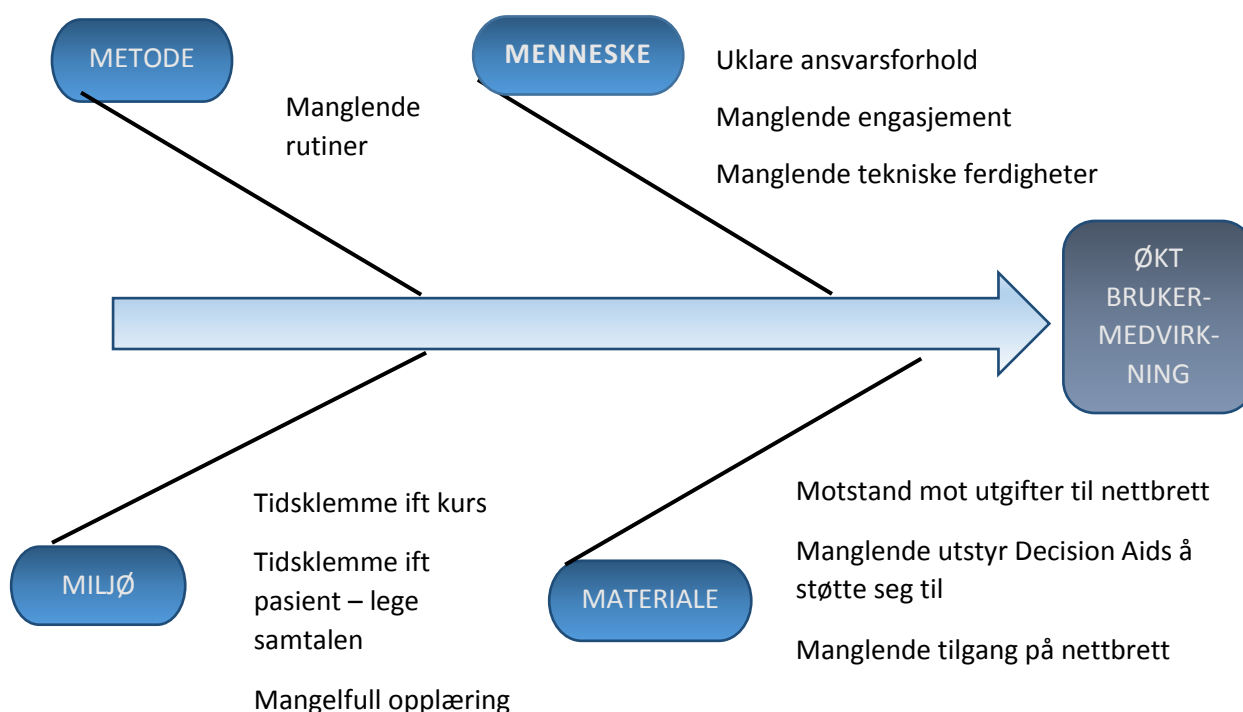 METODE
Manglende
rutiner
MENNESKE
Uklare ansvarsforhold
Manglende engasjement
Manglende tekniske ferdigheter
ØKT
BRUKER-
MEDVIRK-
NING
MILJØ
Tidsklemme ift kurs
Tidsklemme ift
pasient – lege
samtalen
Mangelfull opplæring
MATERIALE
Motstand mot utgifter til nettbrett
Manglende utstyr Decision Aids å
støtte seg til
Manglende tilgang på nettbrett